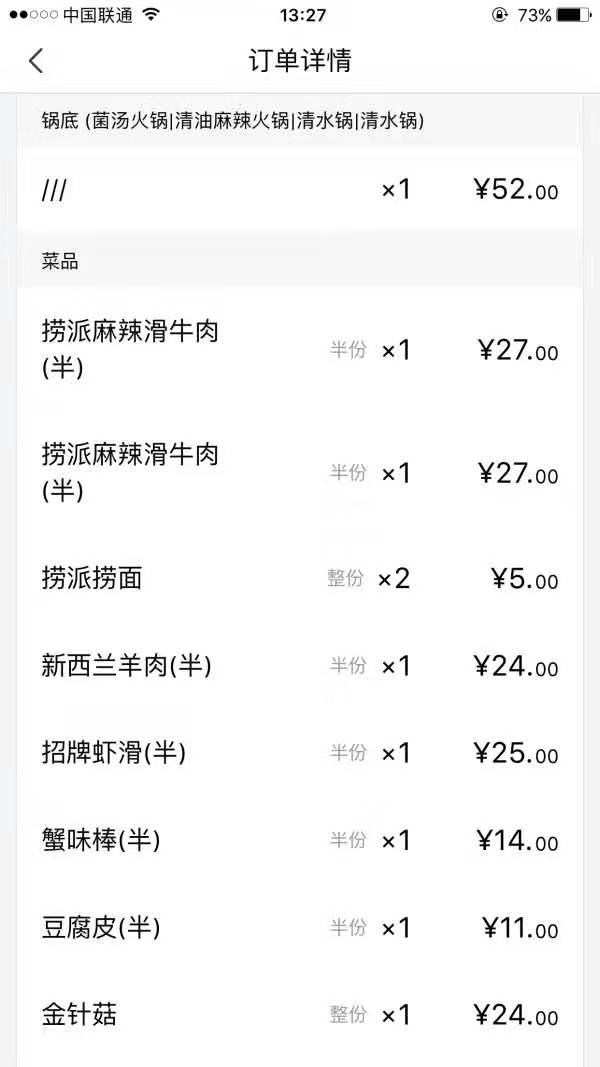 中国联通 13:27 73%
订单详情
锅底 (菌汤火锅|清油麻辣火锅|清水锅|清水锅)
/// ×1 ¥52.00
菜品
捞派麻辣滑牛肉 半份 ×1 ¥27.00
(半)
捞派麻辣滑牛肉 半份 ×1 ¥27.00
(半)
捞派捞面 整份 ×2 ¥5.00
新西兰羊肉(半) 半份 ×1 ¥24.00
招牌虾滑(半) 半份 ×1 ¥25.00
蟹味棒(半) 半份 ×1 ¥14.00
豆腐皮(半) 半份 ×1 ¥11.00
金针菇 整份 ×1 ¥24.00